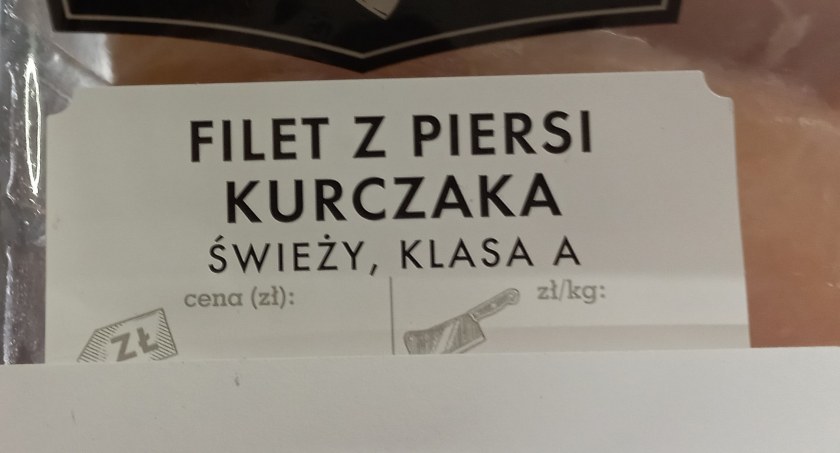 FILET Z PIERSI
KURCZAKA
ŚWIEŻY, KLASA A
cena (zł): zł/kg:
ZŁ